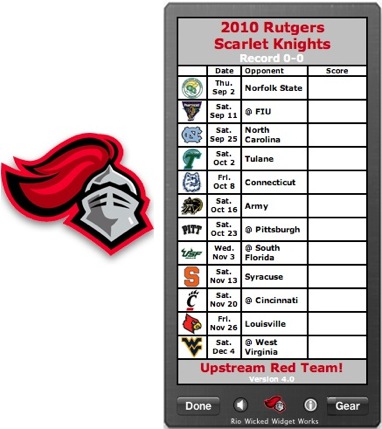 2010 Rutgers
Scarlet Knights
Record 0-0
Date Opponent Score
Thu.
Sep 2 Norfolk State
Sat.
Sep 11 @ FIU
Sat.
Sep 25 North
Carolina
Sat.
Oct 2 Tulane
Fri.
Oct 8 Connecticut
Sat.
Oct 16 Army
PITT Sat.
Oct 23 @ Pittsburgh
Wed.
Nov 3 @ South
Florida
Sat.
Nov 13 Syracuse
Sat.
Nov 20 @ Cincinnati
Fri.
Nov 26 Louisville
Sat.
Dec 4 @ West
Virginia
Upstream Red Team!
Version 4.0
Done Gear
Rio Wicked Widget Works